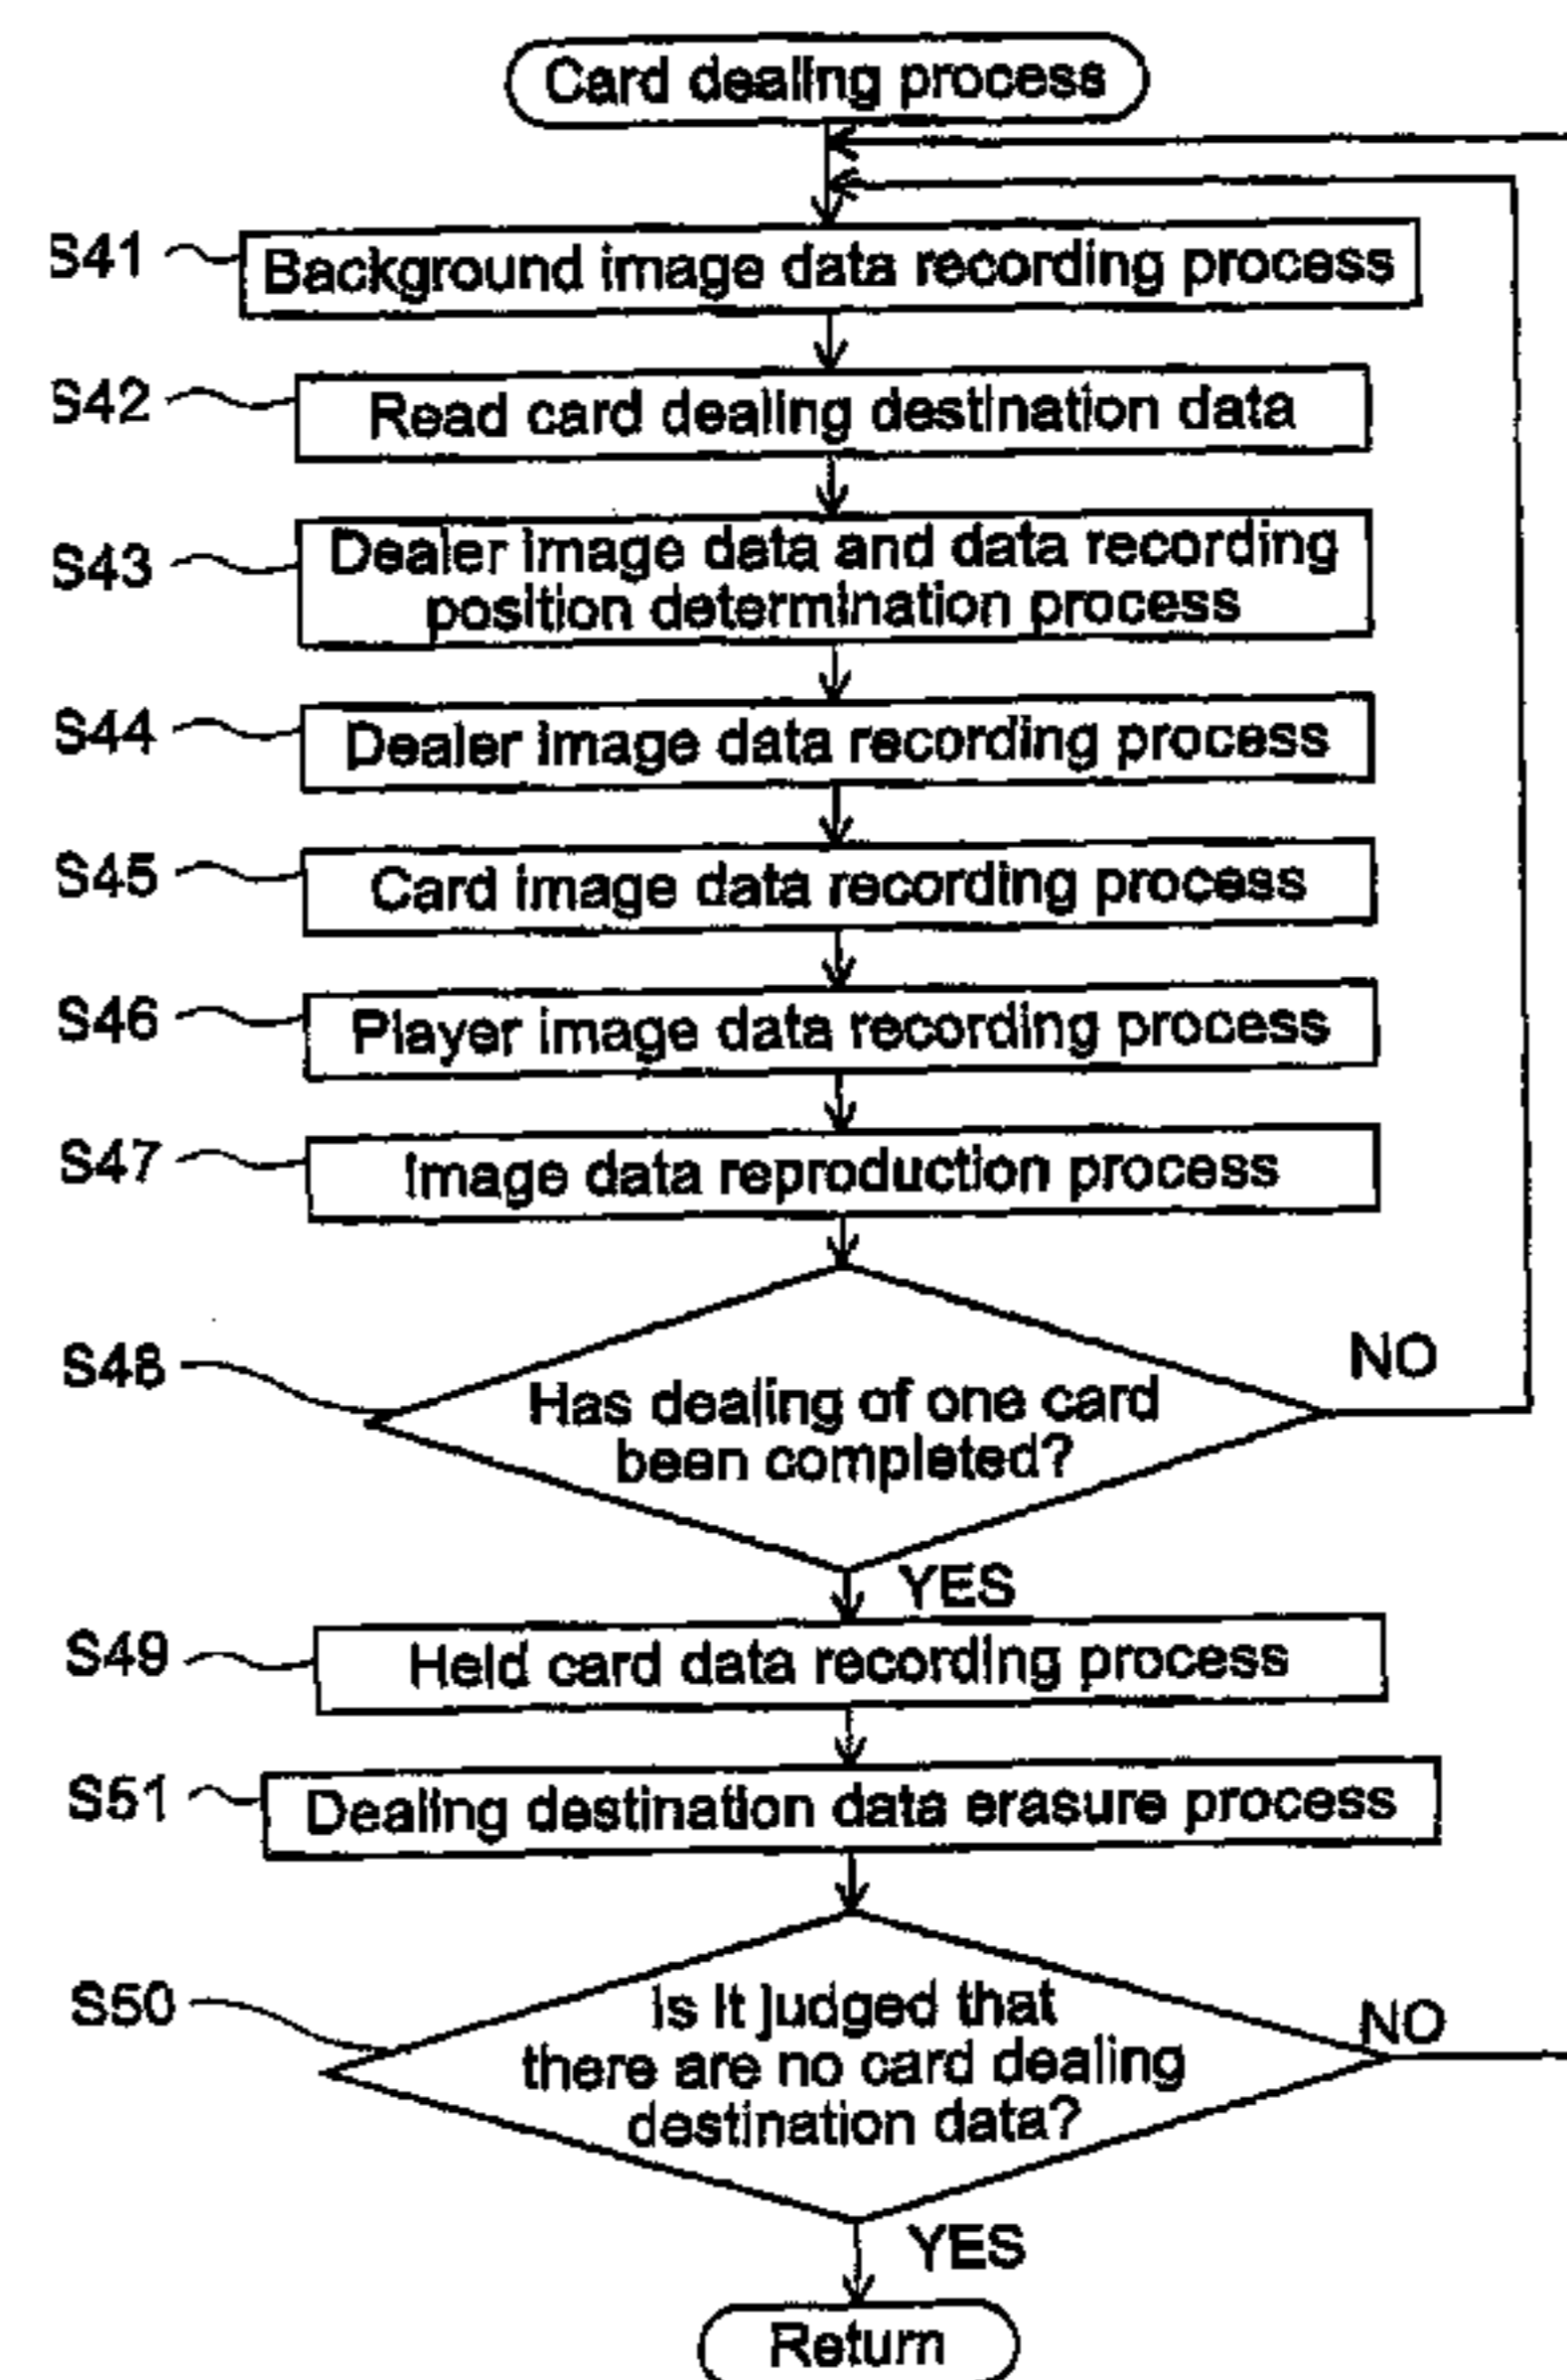 Card dealing process
S41
Background image data recording process
S42
Read card dealing destination data
S43
Dealer image data and data recording
position determination process
S44
Dealer image data recording process
S45
Card image data recording process
S46
Player image data recording process
S47
Image data reproduction process
S48
Has dealing of one card
been completed?
NO
YES
S49
Held card data recording process
S51
Dealing destination data erasure process
S50
Is it judged that
there are no card dealing
destination data?
NO
YES
Return